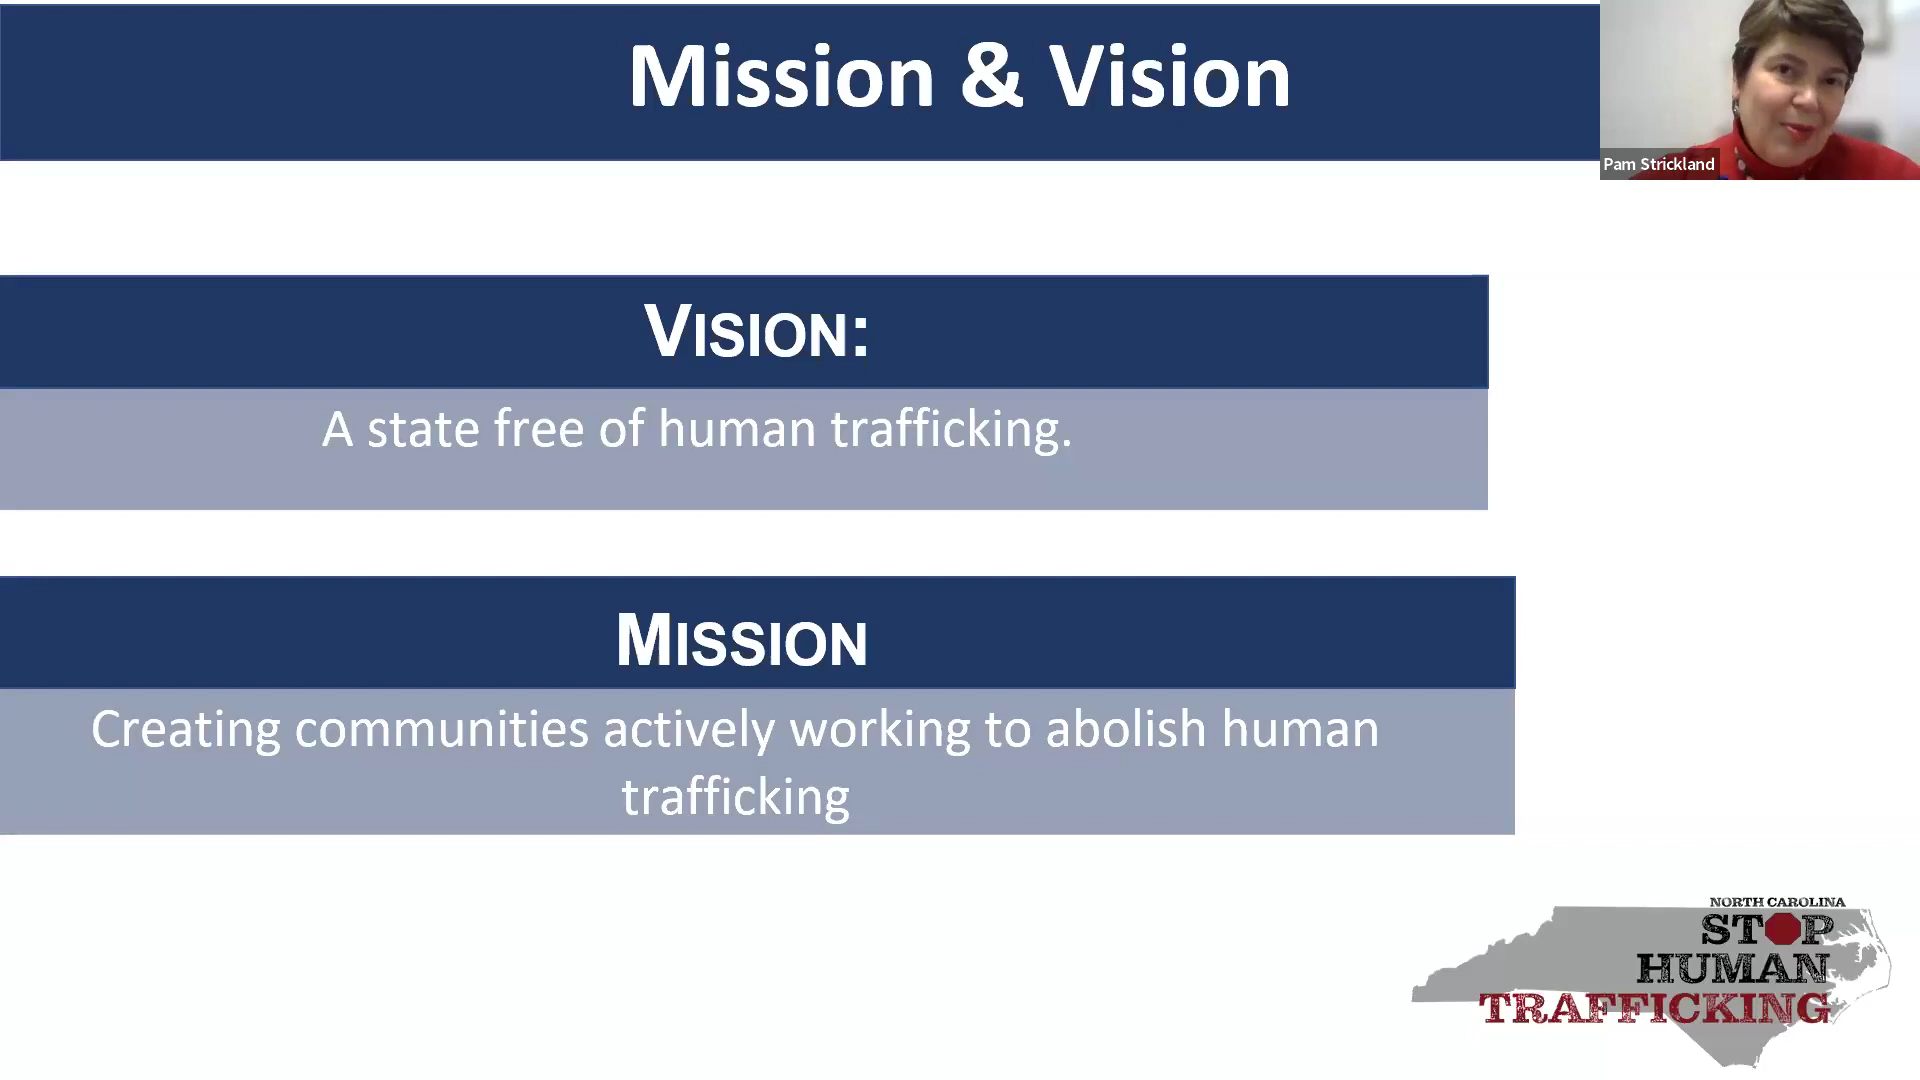 Mission & Vision
Pam Strickland
VISION:
A state free of human trafficking.
MISSION
Creating communities actively working to abolish human
trafficking
NORTH CAROLINA
STOP
HUMAN
TRAFFICKING